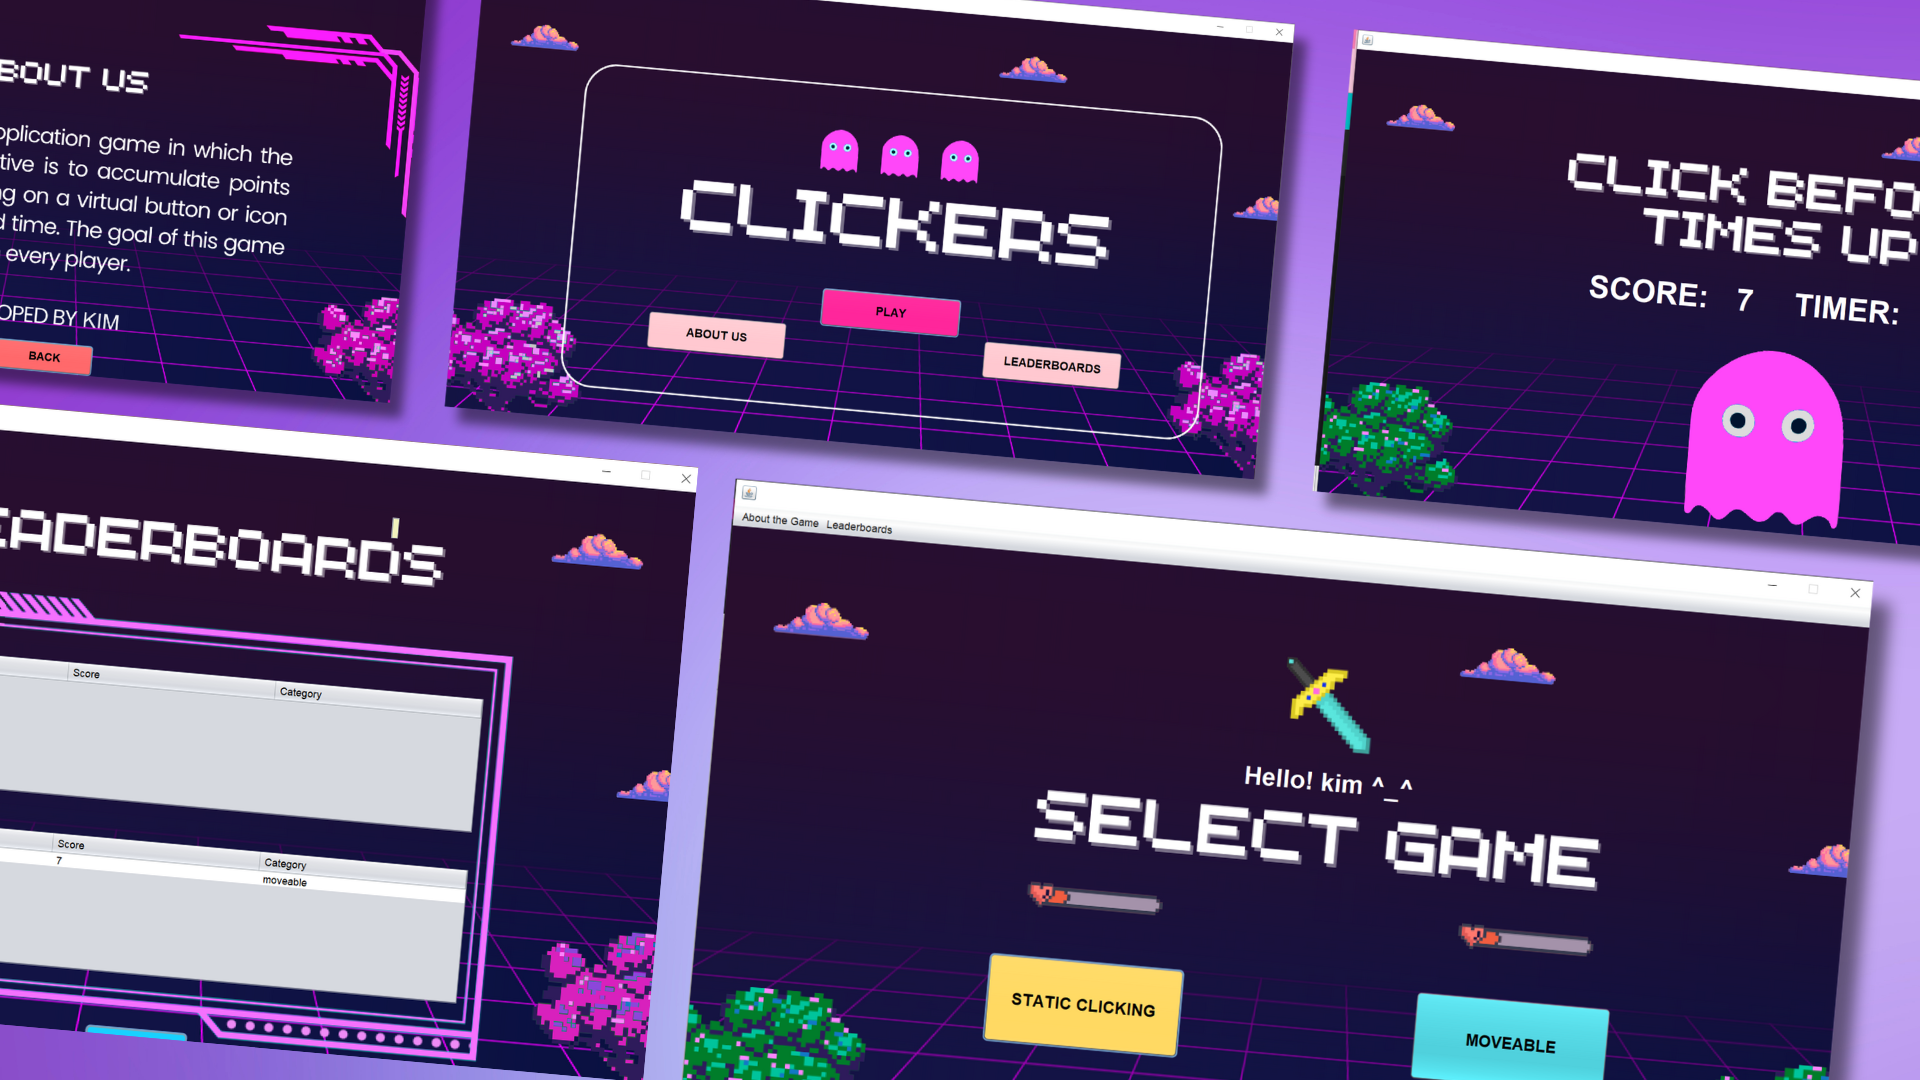 BOUT US
pplication game in which the
tive is to accumulate points
ng on a virtual button or icon
d time. The goal of this game
every player.
OPED BY KIM
BACK
CLICKERS
PLAY
ABOUT US
LEADERBOARDS
CLICK BEFO
TIMES UP
SCORE: 7 TIMER:
EADERBOARDS
Score Category
Score Category
7 moveable
About the Game Leaderboards
Hello! kim ^_^
SELECT GAME
STATIC CLICKING
MOVEABLE